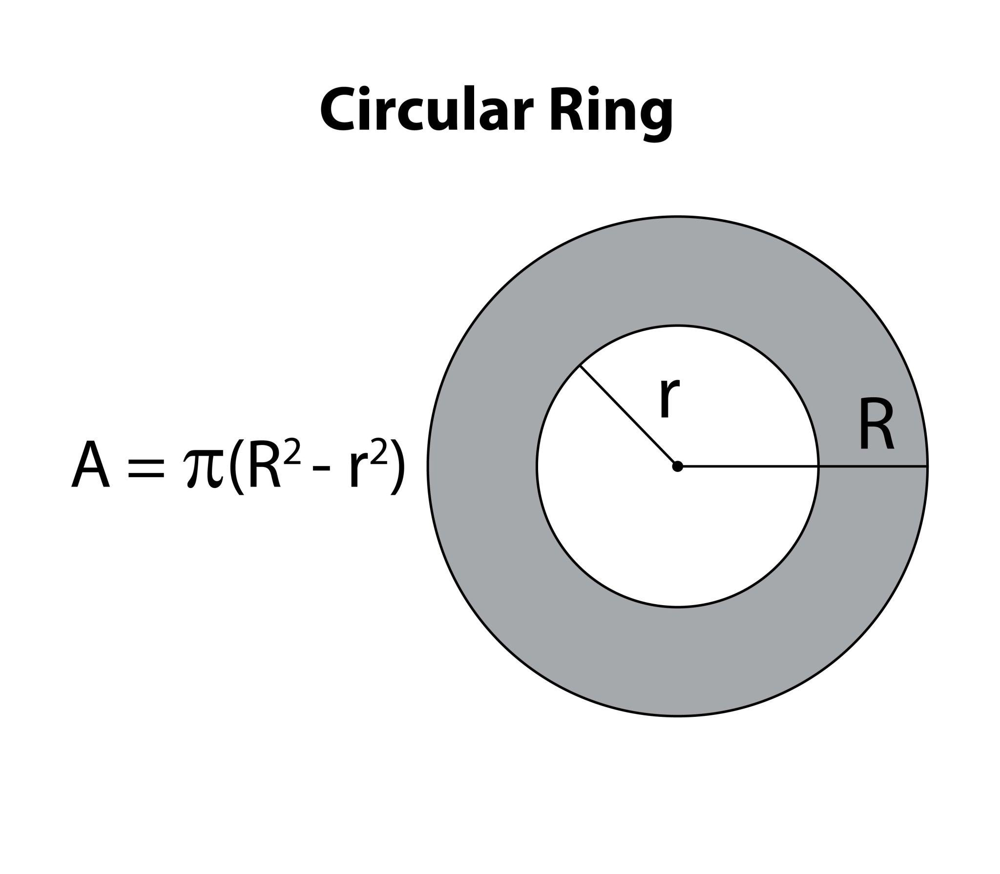 Circular Ring
r
R
A = π(R² - r²)